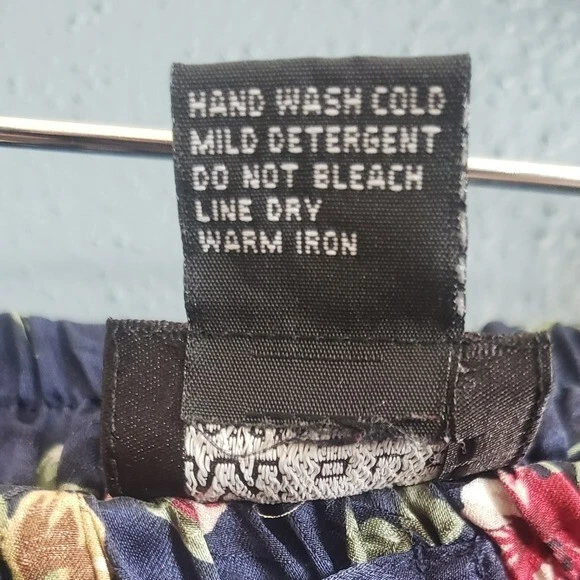 HAND WASH COLD
MILD DETERGENT
DO NOT BLEACH
LINE DRY
WARM IRON